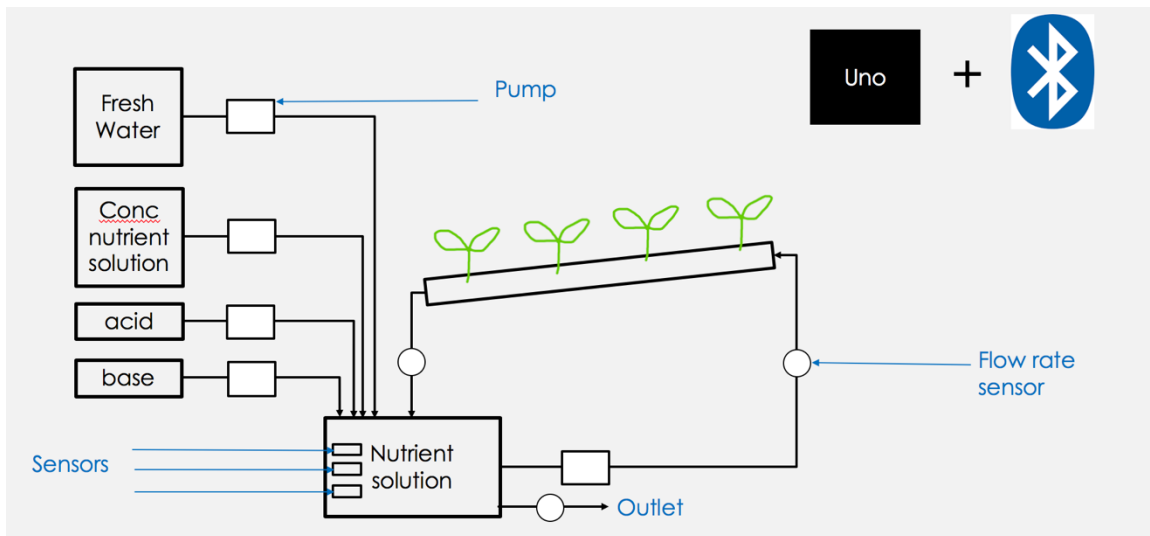 Uno
+
Pump
Fresh
Water
Conc
nutrient
solution
acid
base
Flow rate
sensor
Sensors
Nutrient
solution
Outlet